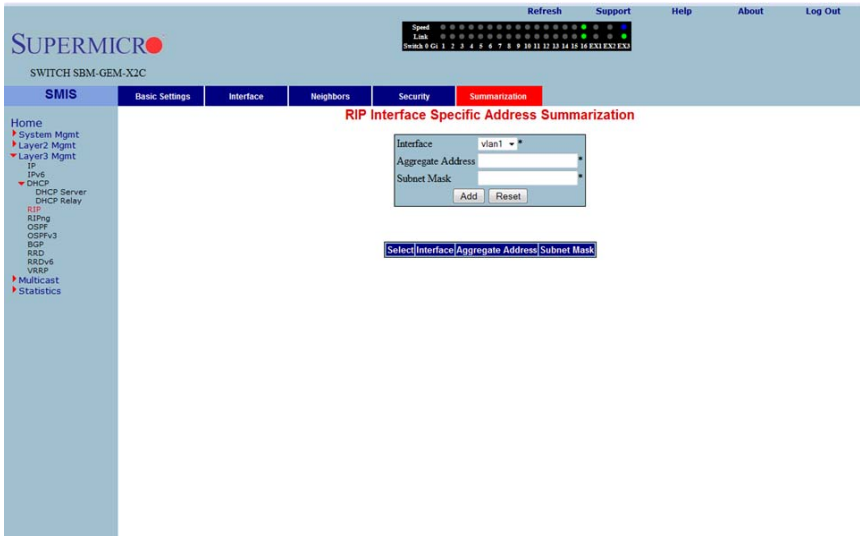 Refresh Support Help About Log Out
Speed
Link
Switch 0 Gi 1 2 3 4 5 6 7 8 9 10 11 12 13 14 15 16 EX1 EX2 EX3
SUPERMICRO
SWITCH SBM-GEM-X2C
SMIS Basic Settings Interface Neighbors Security Summarization
RIP Interface Specific Address Summarization
Home
System Mgmt
Layer2 Mgmt
Layer3 Mgmt
IP
IPv6
DHCP
DHCP Server
DHCP Relay
RIP
RIPng
OSPF
OSPFv3
BGP
RRD
RRDv6
VRRP
Multicast
Statistics
Interface vlan1 *
Aggregate Address *
Subnet Mask *
Add Reset
Select Interface Aggregate Address Subnet Mask